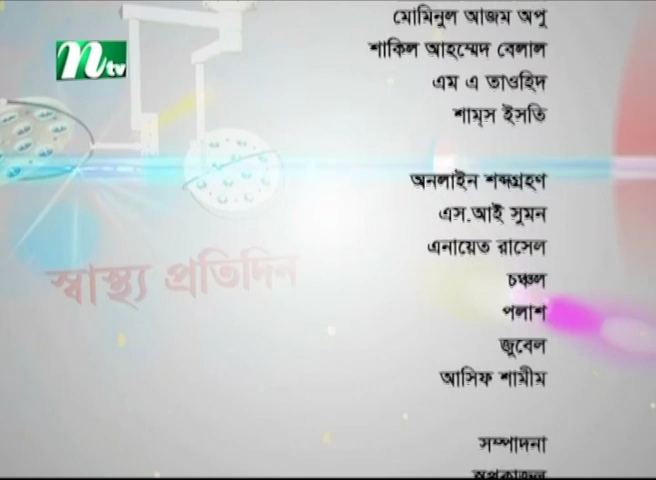 ntv
মোমিনুল আজম অপু
শাকিল আহম্মেদ বেলাল
এম এ তাওহিদ
শাম্‌স ইসতি
অনলাইন শব্দগ্রহণ
এস.আই সুমন
এনায়েত রাসেল
চঞ্চল
পলাশ
জুবেল
আসিফ শামীম
সম্পাদনা
স্বাস্থ্য প্রতিদিন